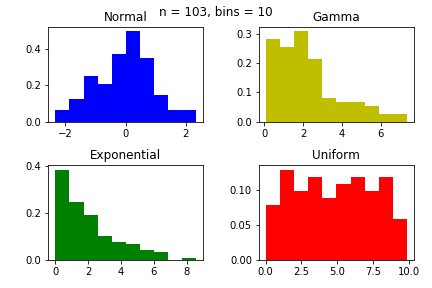 n = 103, bins = 10
Normal
0.4
0.2
0.0
−2 0 2
Gamma
0.3
0.2
0.1
0.0
0 2 4 6
Exponential
0.4
0.2
0.0
0 2 4 6 8
Uniform
0.10
0.05
0.00
0.0 2.5 5.0 7.5 10.0